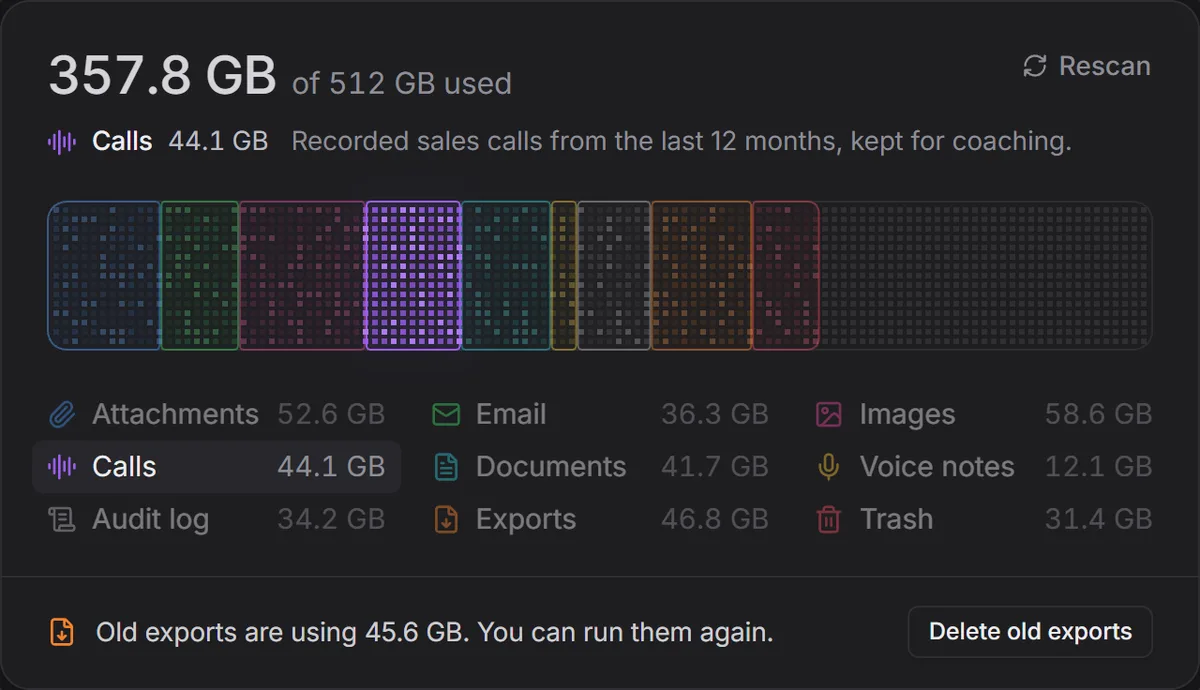 357.8 GB of 512 GB used
Rescan
Calls 44.1 GB Recorded sales calls from the last 12 months, kept for coaching.
Attachments 52.6 GB
Email 36.3 GB
Images 58.6 GB
Calls 44.1 GB
Documents 41.7 GB
Voice notes 12.1 GB
Audit log 34.2 GB
Exports 46.8 GB
Trash 31.4 GB
Old exports are using 45.6 GB. You can run them again.
Delete old exports